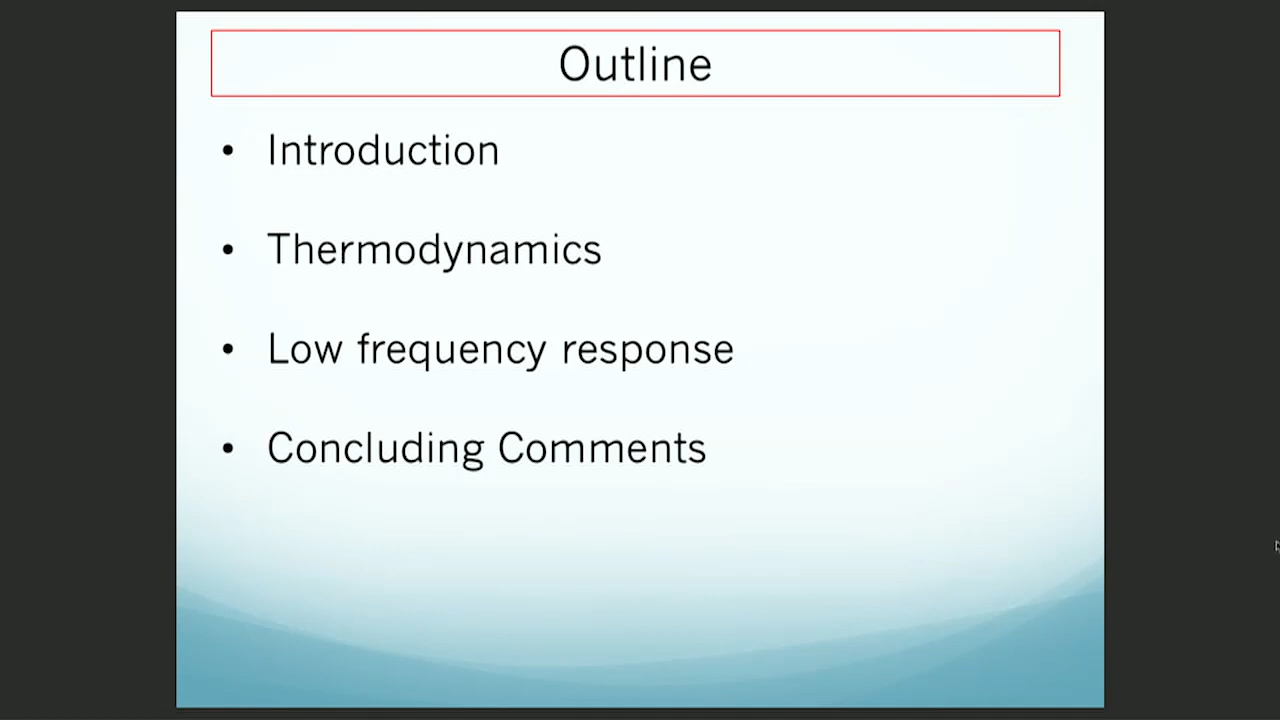 Outline
• Introduction
• Thermodynamics
• Low frequency response
• Concluding Comments